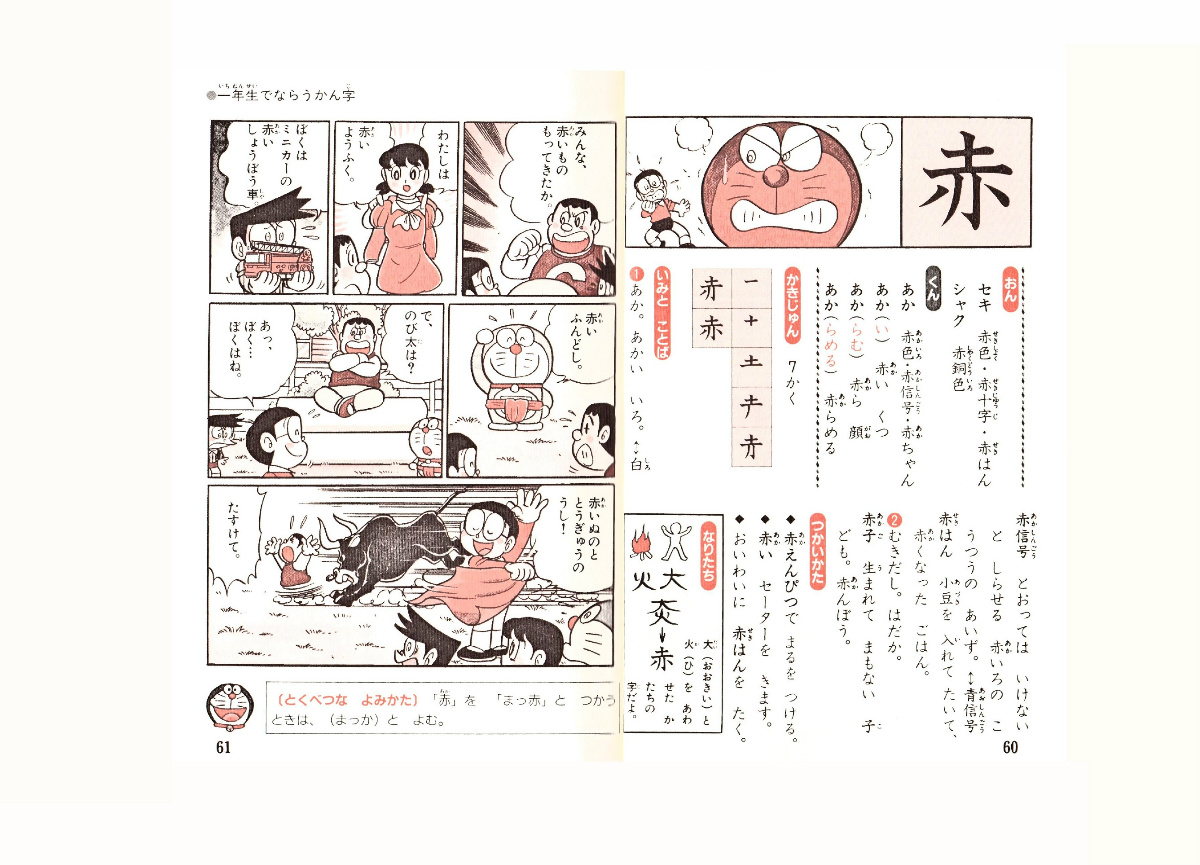 赤
おん
セキ 赤色・赤十字・赤はん
シャク 赤銅色
くん
あか 赤色・赤信号・赤ちゃん
あか(い) 赤い くつ
あか(らむ) 赤ら 顔
あか(らめる) 赤らめる
かきじゅん 7かく
いみと ことば
❶あか。あかい いろ。↔白
赤信号 とおっては いけない
と しらせる 赤いろの こ
うつうの あいず。↔青信号
赤はん 小豆を 入れて たいて、
赤くなった ごはん。
❷むきだし。はだか。
赤子 生まれて まもない 子
ども。赤んぼう。
つかいかた
◆赤えんぴつで まるを つける。
◆赤い セーターを きます。
◆おいわいに 赤はんを たく。
なりたち
大
火
赤
大(おおきい)と
火(ひ)を あわ
せた か
たちの
字だよ。
60
●一年生でならうかん字
みんな、
赤いもの
もってきたか。
わたしは
赤い
ようふく。
ぼくは
ミニカーの
赤い
しょうぼう車
赤い
ふんどし。
で、
のび太は?
あっ、
ぼく…
ぼくはね。
赤いぬのと
とうぎゅうの
うし!
たすけて。
〔とくべつな よみかた〕「赤」を 「まっ赤」と つかう
ときは、(まっか)と よむ。
61